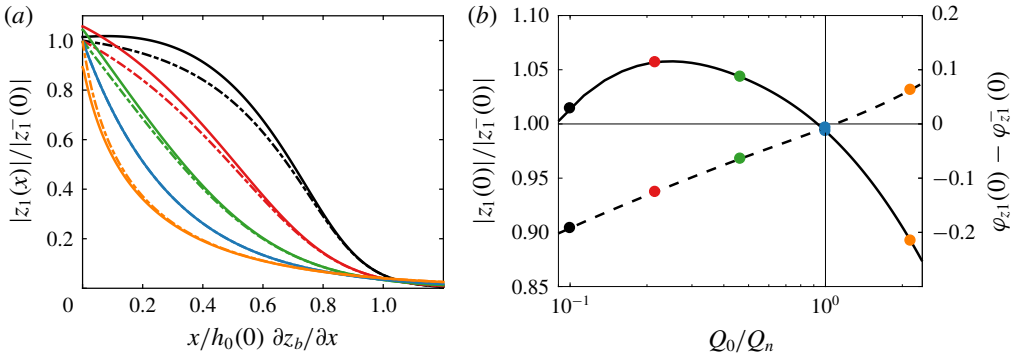 (a)
1.0
0.8
0.6
0.4
0.2
0 0.2 0.4 0.6 0.8 1.0
|z₁(x)|/|z₁⁻(0)|
x/h₀(0) ∂z_b/∂x
(b)
1.10
1.05
1.00
0.95
0.90
0.85
|z₁(0)|/|z₁⁻(0)|
10⁻¹ 10⁰
Q₀/Qₙ
0.2
0.1
0
−0.1
−0.2
φ_z1(0) − φ⁻_z1(0)